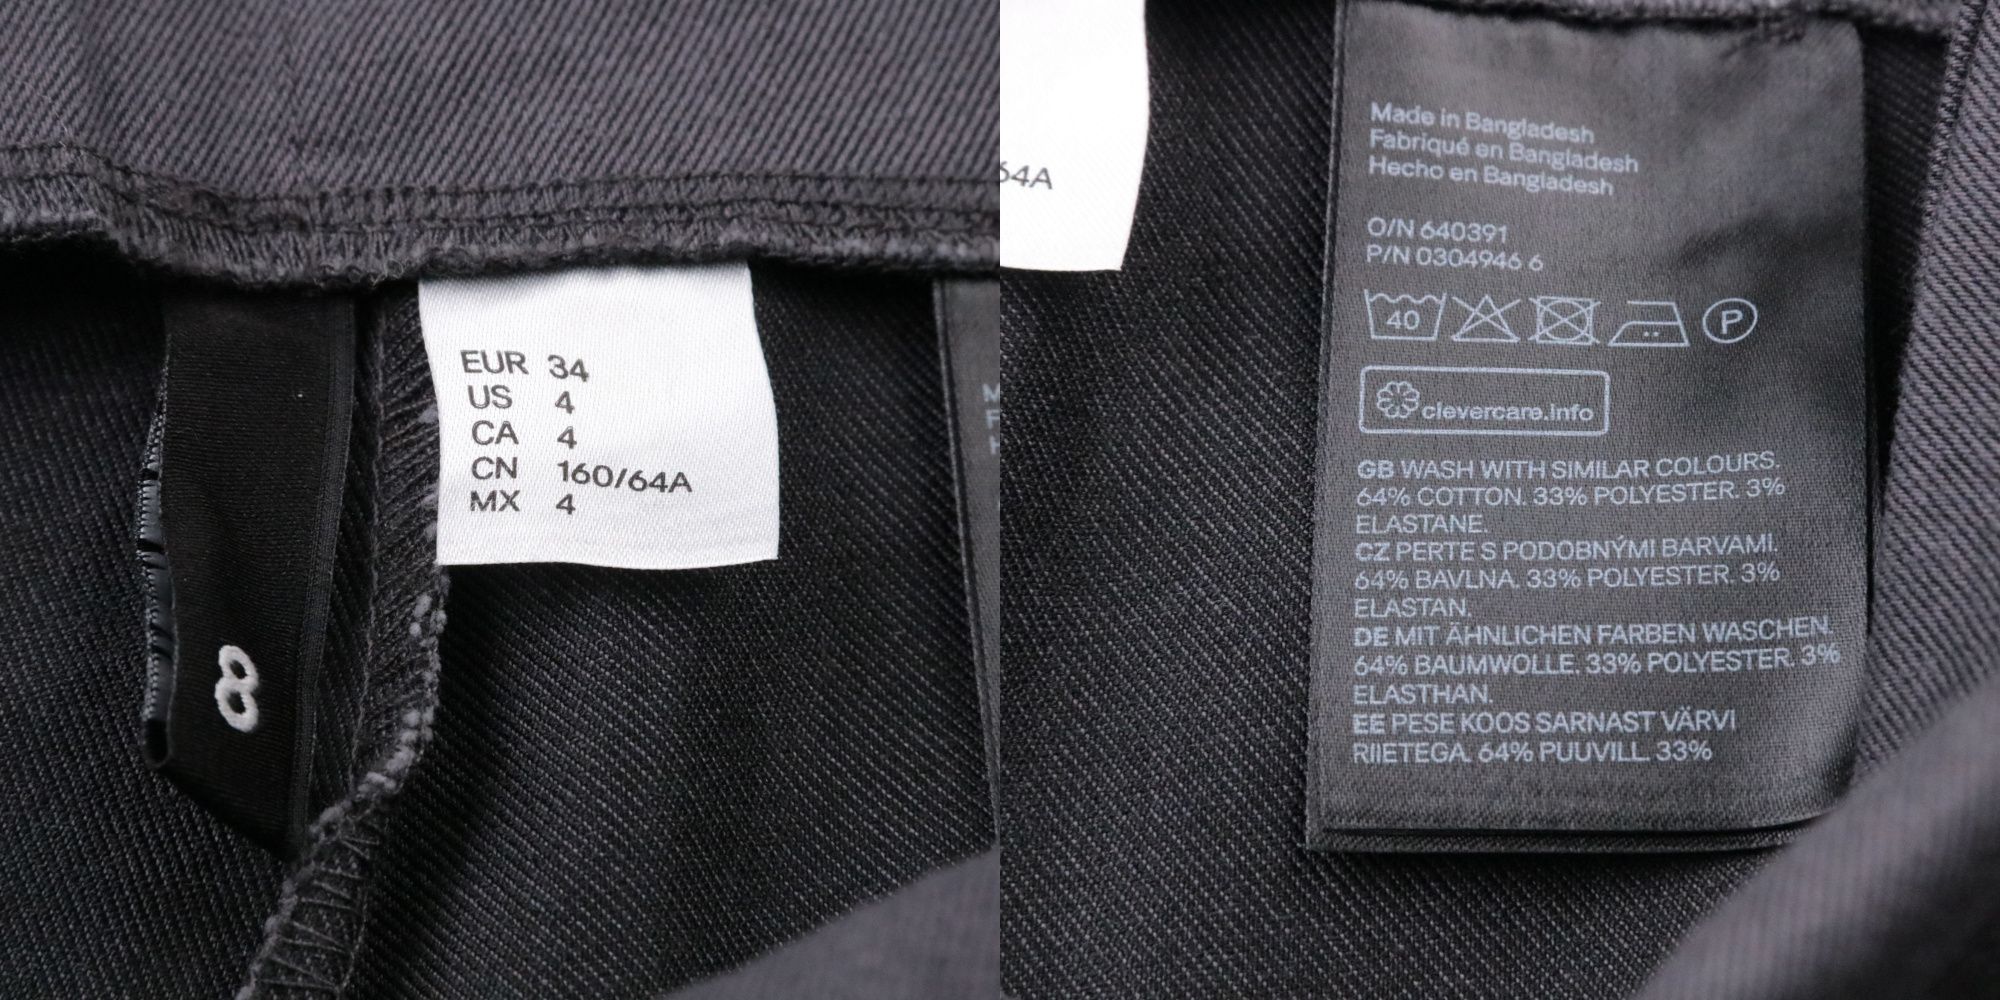 EUR 34
US 4
CA 4
CN 160/64A
MX 4
8
64A
Made in Bangladesh
Fabriqué en Bangladesh
Hecho en Bangladesh
O/N 640391
P/N 0304946 6
40
P
clevercare.info
GB WASH WITH SIMILAR COLOURS.
64% COTTON. 33% POLYESTER. 3%
ELASTANE.
CZ PERTE S PODOBNÝMI BARVAMI.
64% BAVLNA. 33% POLYESTER. 3%
ELASTAN.
DE MIT ÄHNLICHEN FARBEN WASCHEN.
64% BAUMWOLLE. 33% POLYESTER. 3%
ELASTHAN.
EE PESE KOOS SARNAST VÄRVI
RIIETEGA. 64% PUUVILL. 33%